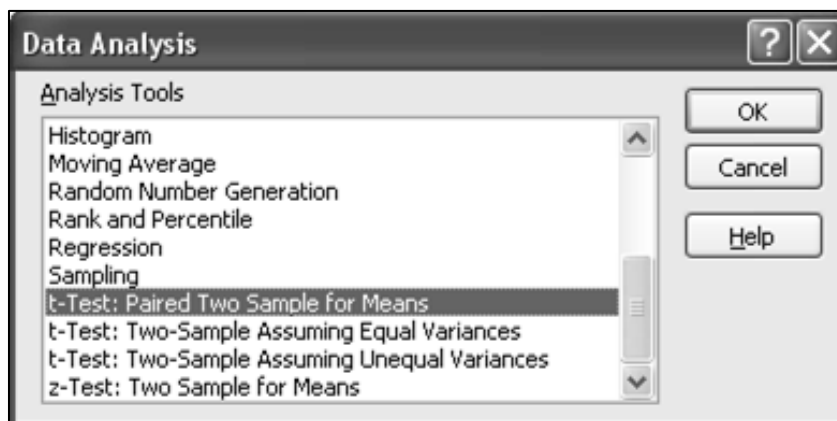 Data Analysis
Analysis Tools
Histogram
Moving Average
Random Number Generation
Rank and Percentile
Regression
Sampling
t-Test: Paired Two Sample for Means
t-Test: Two-Sample Assuming Equal Variances
t-Test: Two-Sample Assuming Unequal Variances
z-Test: Two Sample for Means
OK
Cancel
Help